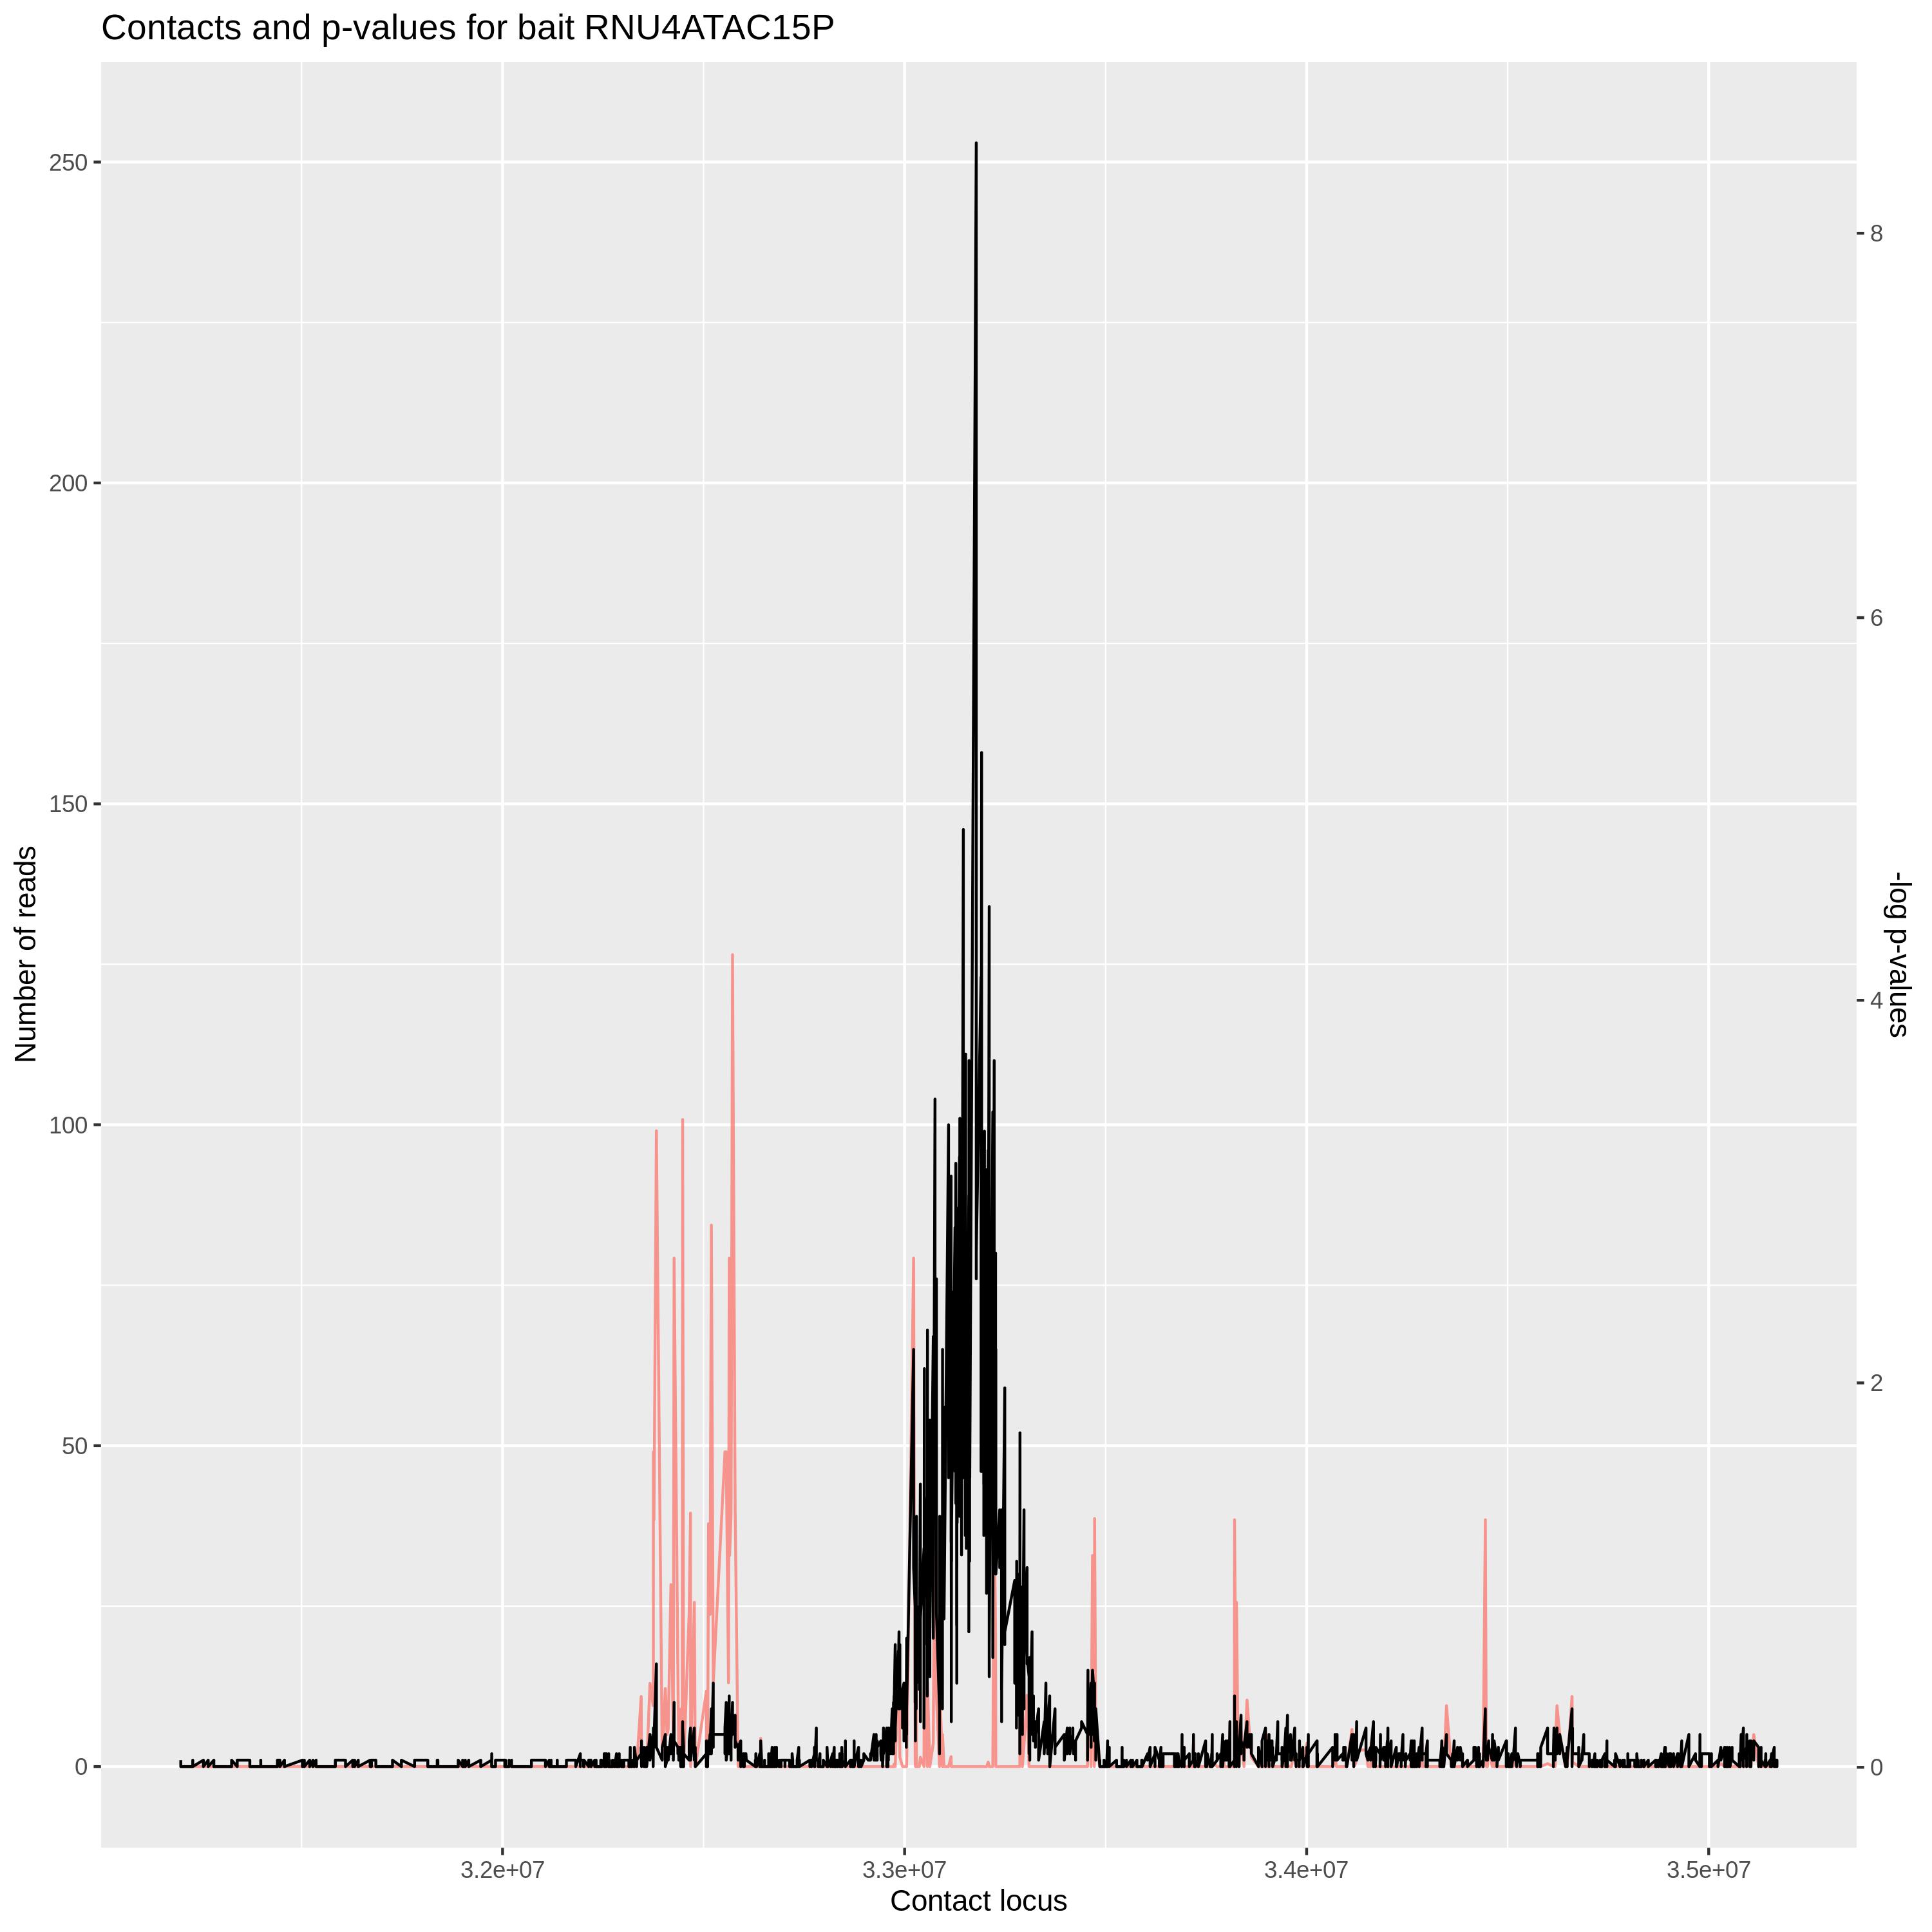 Contacts and p-values for bait RNU4ATAC15P
250
200
150
100
50
0
Number of reads
8
6
4
2
0
-log p-values
3.2e+07
3.3e+07
3.4e+07
3.5e+07
Contact locus